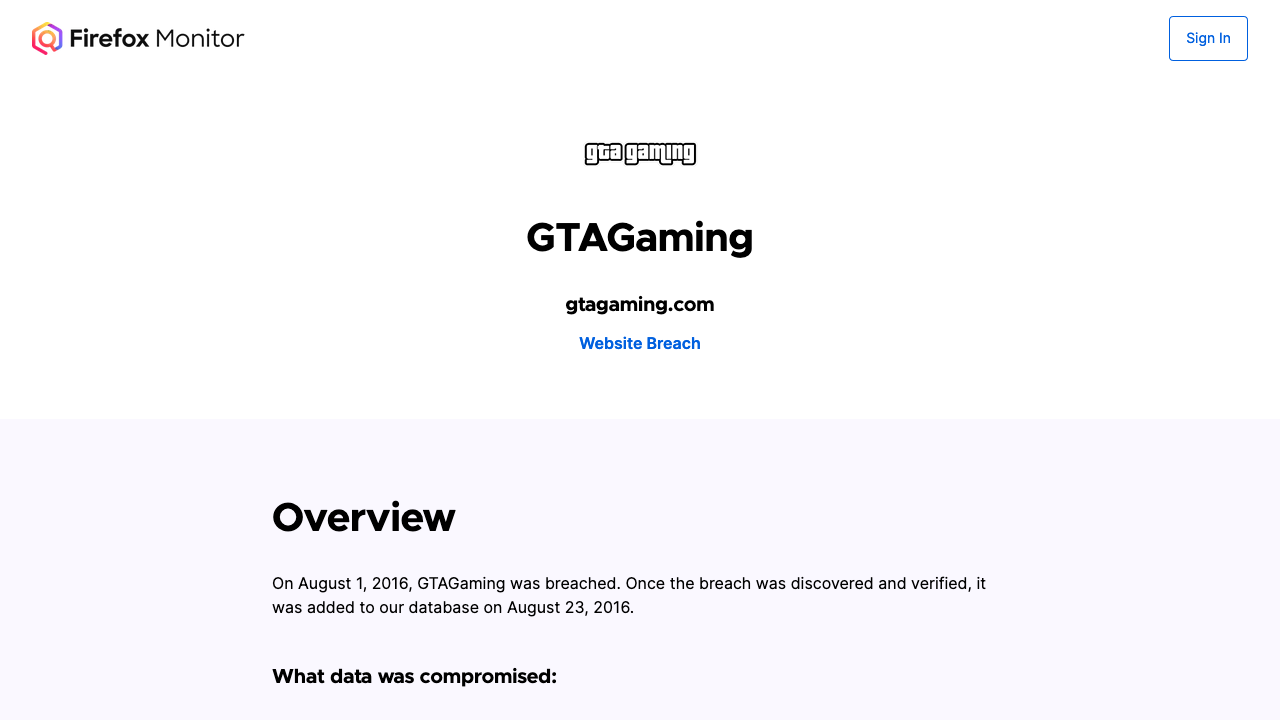 Firefox Monitor
Sign In
gta gaming
GTAGaming
gtagaming.com
Website Breach
Overview
On August 1, 2016, GTAGaming was breached. Once the breach was discovered and verified, it
was added to our database on August 23, 2016.
What data was compromised: